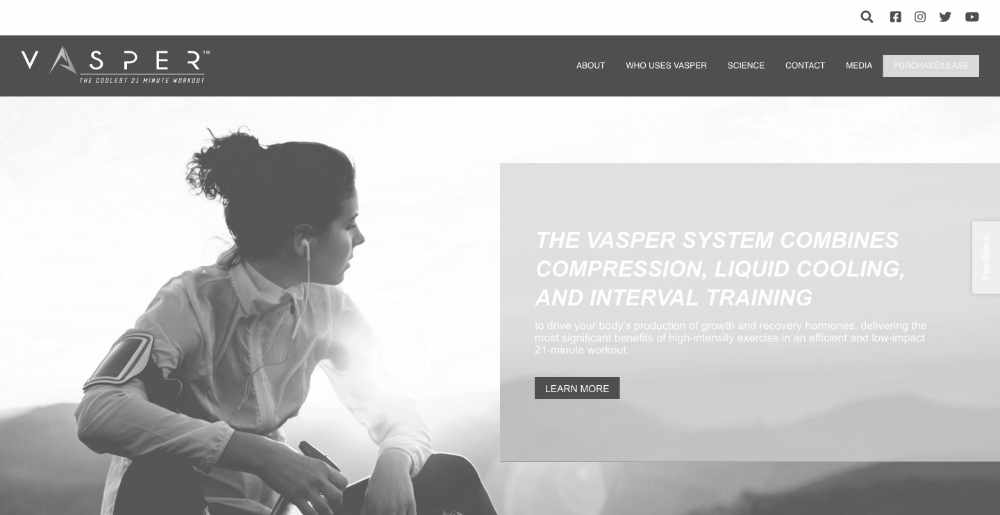 VASPER™
THE COOLEST 21 MINUTE WORKOUT
ABOUT
WHO USES VASPER
SCIENCE
CONTACT
MEDIA
PURCHASE/LEASE
THE VASPER SYSTEM COMBINES
COMPRESSION, LIQUID COOLING,
AND INTERVAL TRAINING
to drive your body's production of growth and recovery hormones, delivering the
most significant benefits of high-intensity exercise in an efficient and low-impact
21-minute workout.
LEARN MORE
Feedback